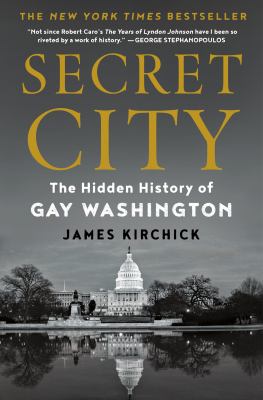 THE NEW YORK TIMES BESTSELLER
"Not since Robert Caro's The Years of Lyndon Johnson have I been so
riveted by a work of history." —GEORGE STEPHANOPOULOS
SECRET
CITY
The Hidden History of
GAY WASHINGTON
JAMES KIRCHICK